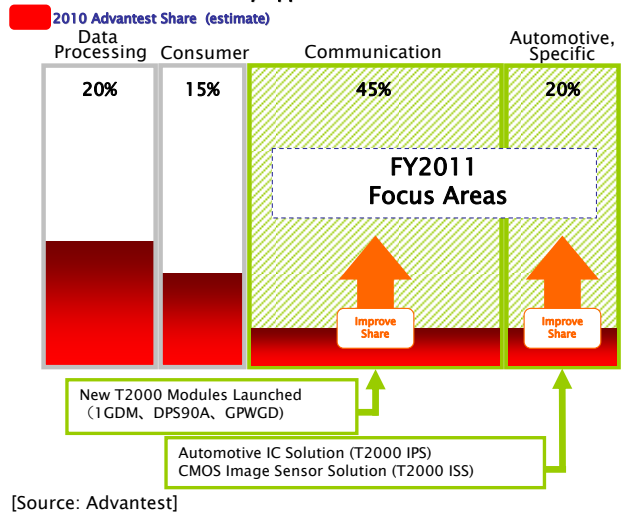 2010 Advantest Share (estimate)
Data
Processing
Consumer
Communication
Automotive,
Specific
20%
15%
45%
20%
FY2011
Focus Areas
Improve
Share
Improve
Share
New T2000 Modules Launched
（1GDM、DPS90A、GPWGD)
Automotive IC Solution (T2000 IPS)
CMOS Image Sensor Solution (T2000 ISS)
[Source: Advantest]